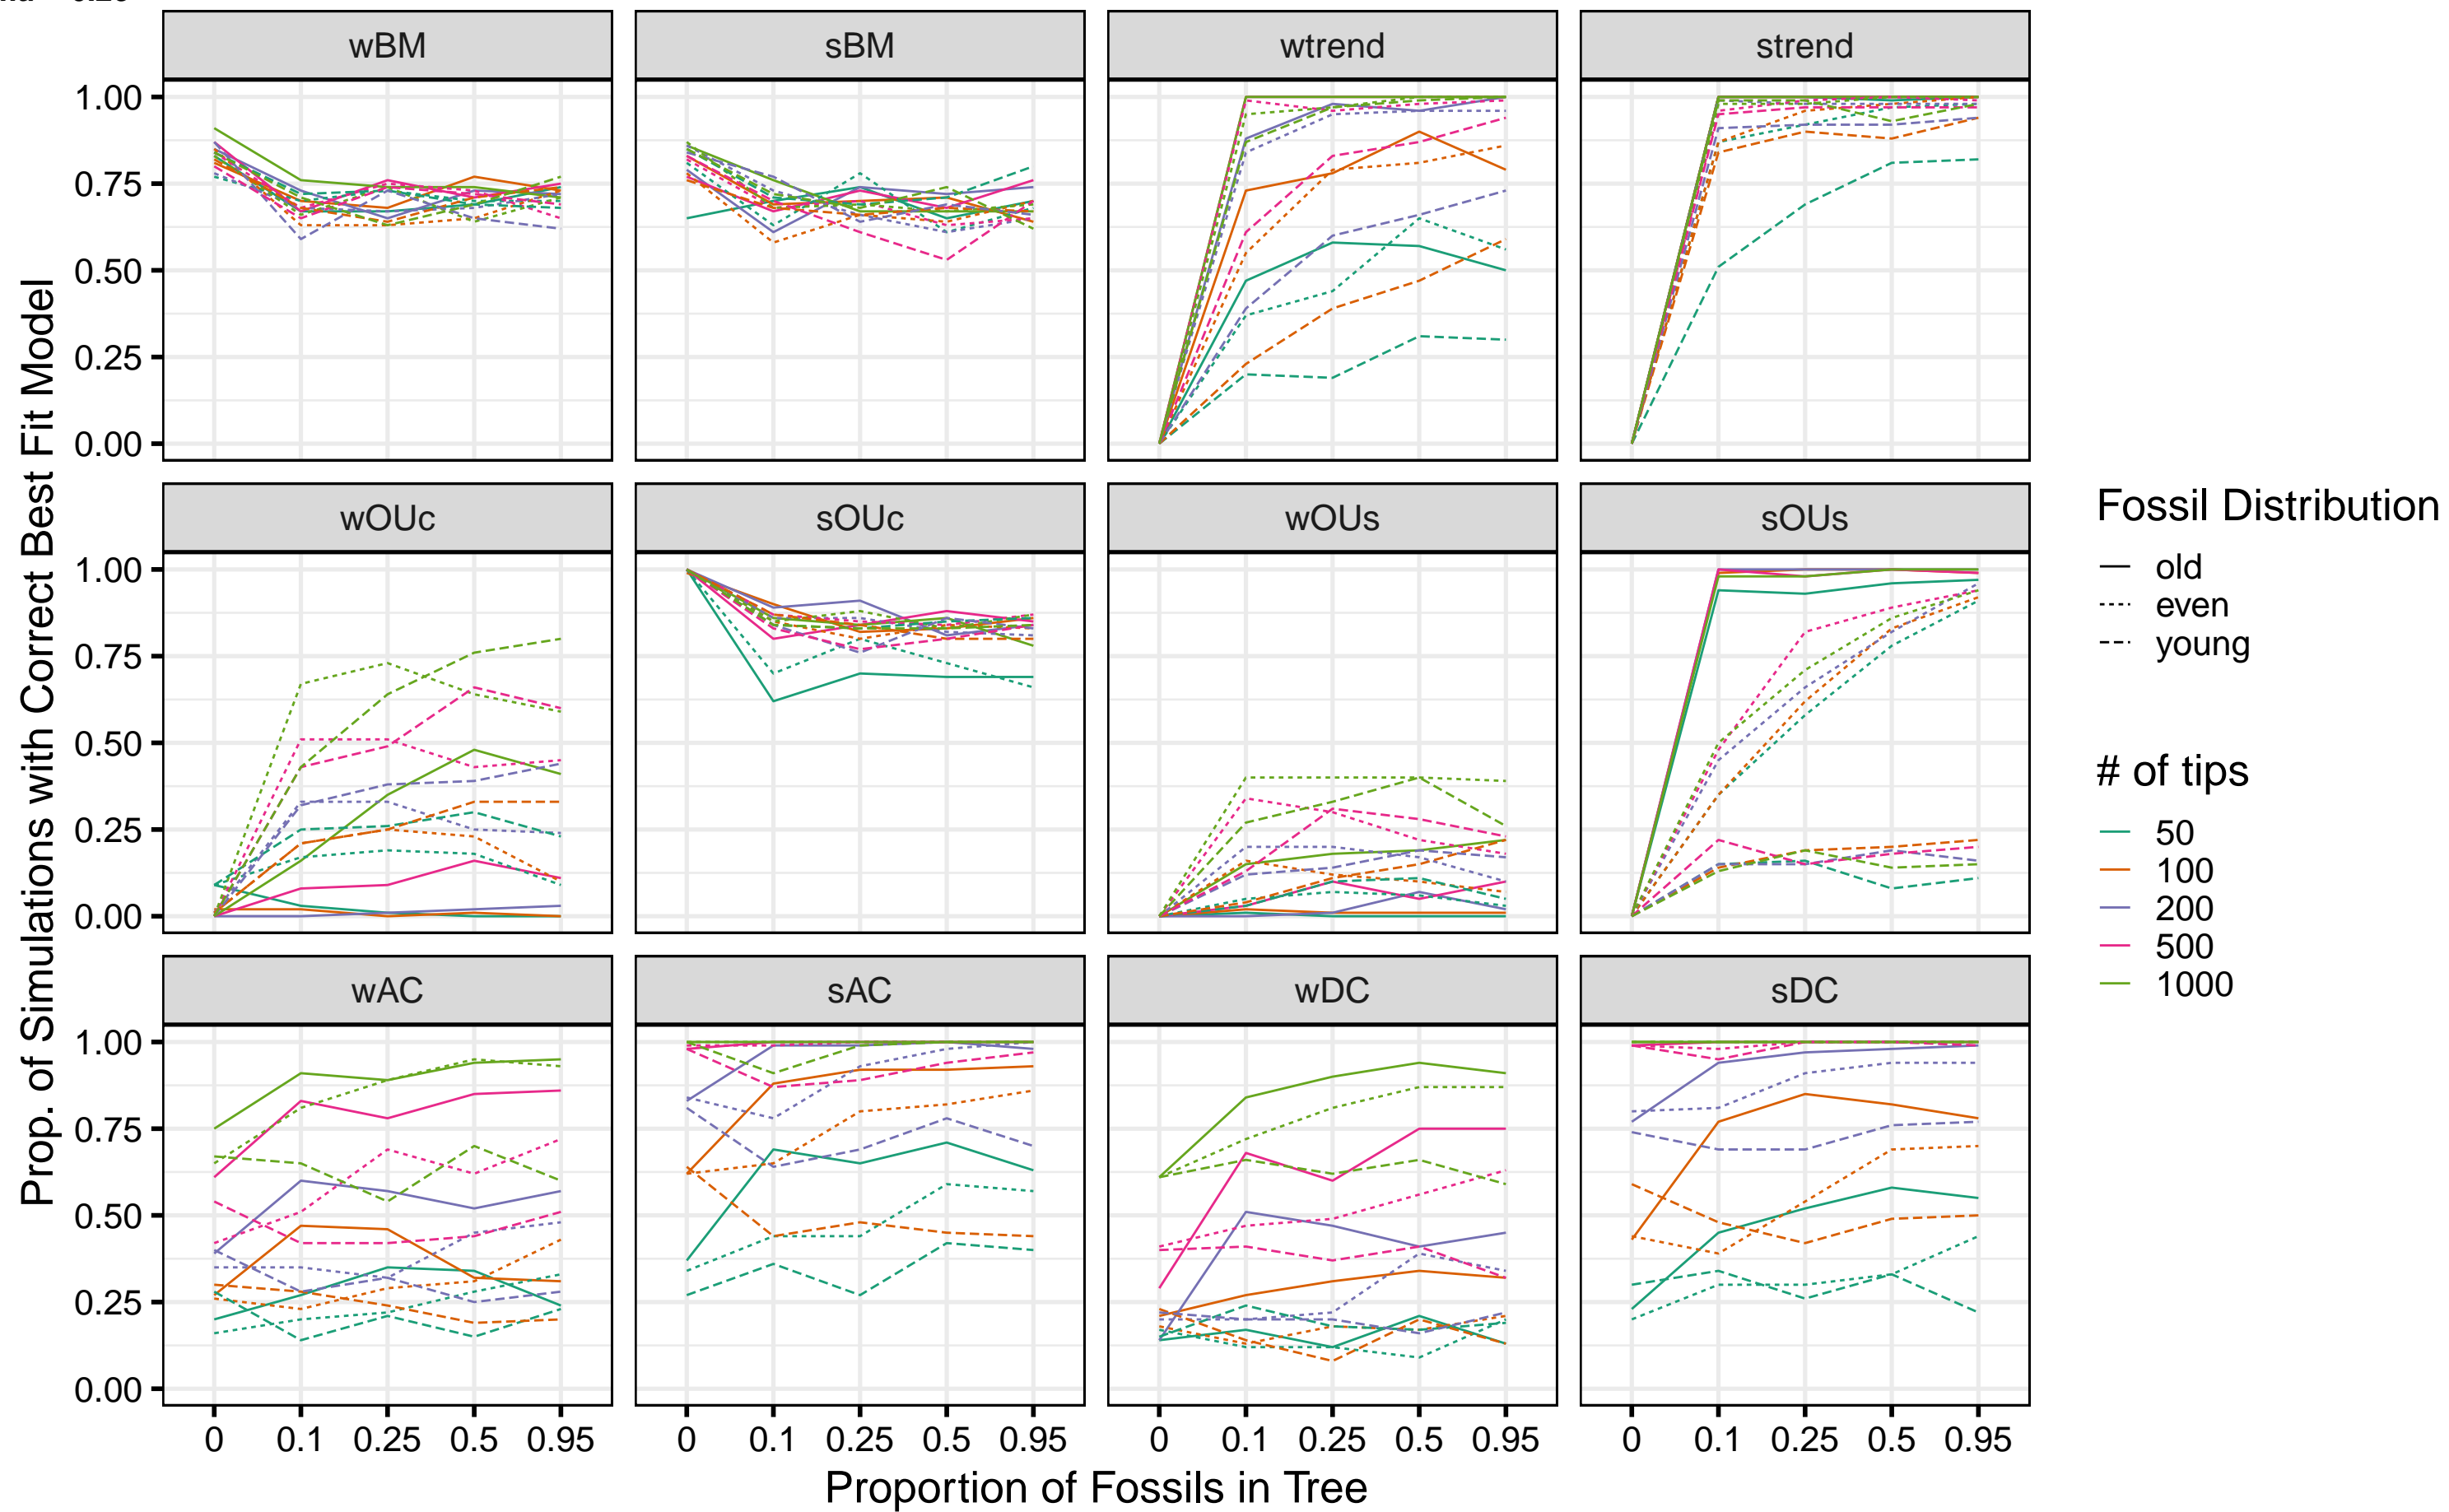 wBM sBM wtrend strend
1.00
0.75
0.50
0.25
0.00
wOUc sOUc wOUs sOUs
1.00
0.75
0.50
0.25
0.00
wAC sAC wDC sDC
1.00
0.75
0.50
0.25
0.00
0 0.1 0.25 0.5 0.95 0 0.1 0.25 0.5 0.95 0 0.1 0.25 0.5 0.95 0 0.1 0.25 0.5 0.95
Proportion of Fossils in Tree
Prop. of Simulations with Correct Best Fit Model
Fossil Distribution
old
even
young
# of tips
50
100
200
500
1000